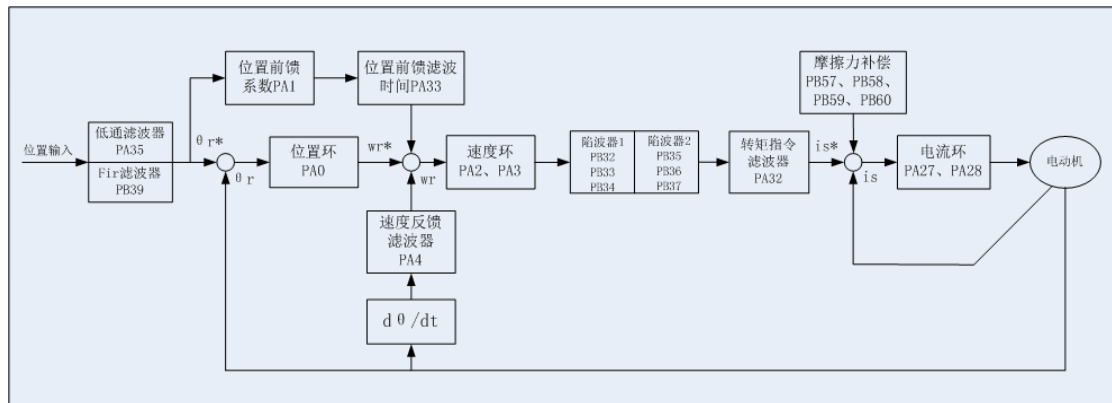 位置前馈
系数PA1
位置前馈滤波
时间PA33
摩擦力补偿
PB57、PB58、
PB59、PB60
位置输入
低通滤波器
PA35
Fir滤波器
PB39
θr*
θr
位置环
PA0
wr*
wr
速度环
PA2、PA3
陷波器1
PB32
PB33
PB34
陷波器2
PB35
PB36
PB37
转矩指令
滤波器
PA32
is*
is
电流环
PA27、PA28
电动机
速度反馈
滤波器
PA4
dθ/dt